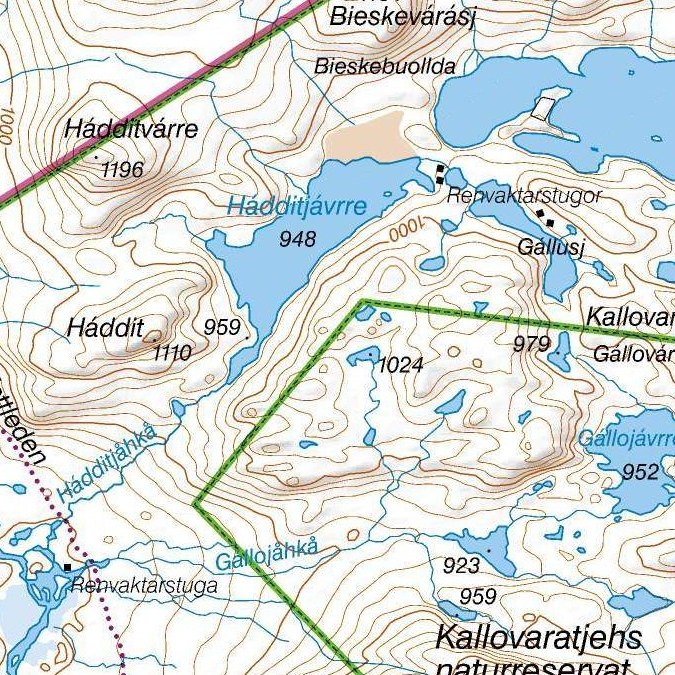 Bieskevárásj
Bieskebuollda
Hádditvárre
1196
1000
Hádditjávrre
948
Renvaktarstugor
1000
Gállusj
Kallovar
Gállovár
979
Háddit
959
1110
1024
Gállojávrre
952
Hádditjåhkå
Gállojåhkå
Renvaktarstuga
923
959
Kallovaratjehs
naturreservat